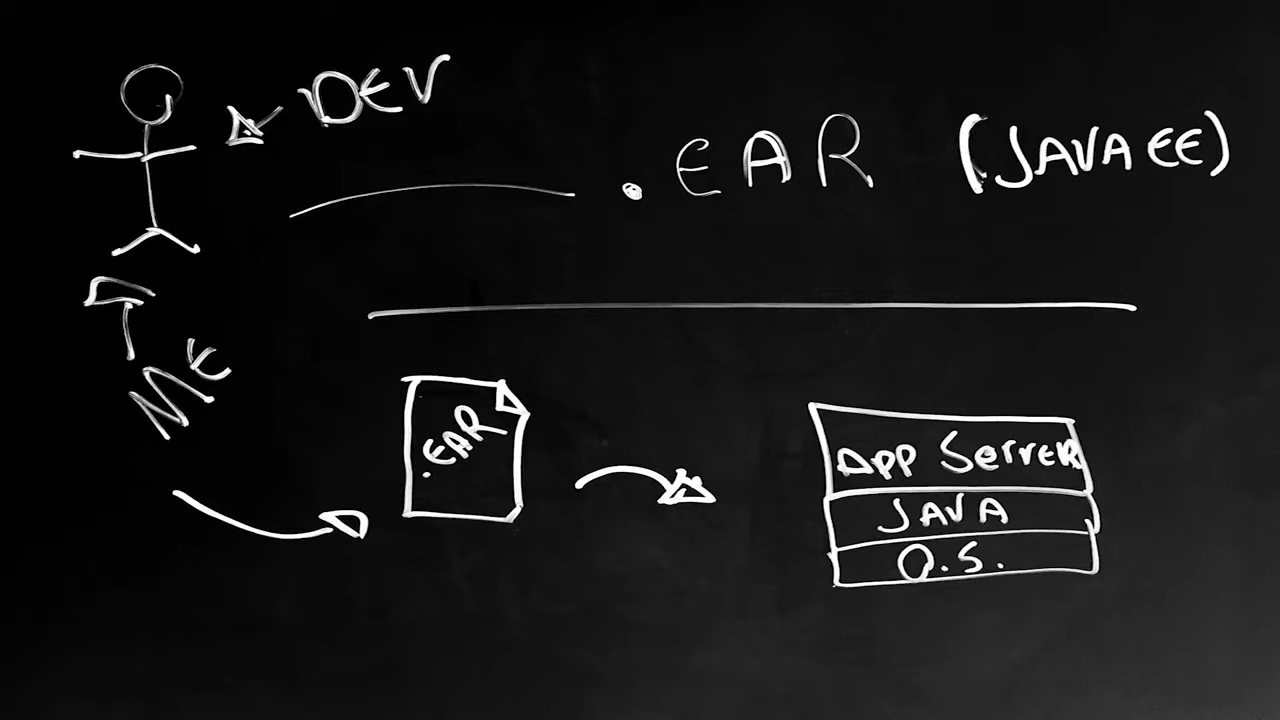 DEV
.EAR (JAVA EE)
ME
.EAR
App Server
JAVA
O.S.